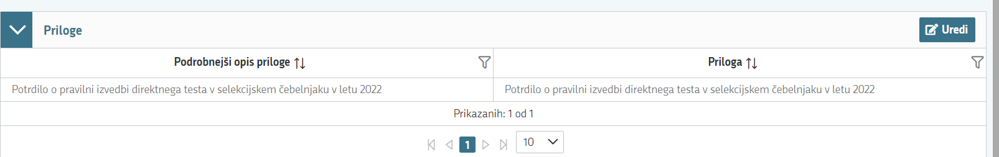 Priloge
Uredi
Podrobnejši opis priloge
Priloga
Potrdilo o pravilni izvedbi direktnega testa v selekcijskem čebelnjaku v letu 2022
Potrdilo o pravilni izvedbi direktnega testa v selekcijskem čebelnjaku v letu 2022
Prikazanih: 1 od 1
1
10